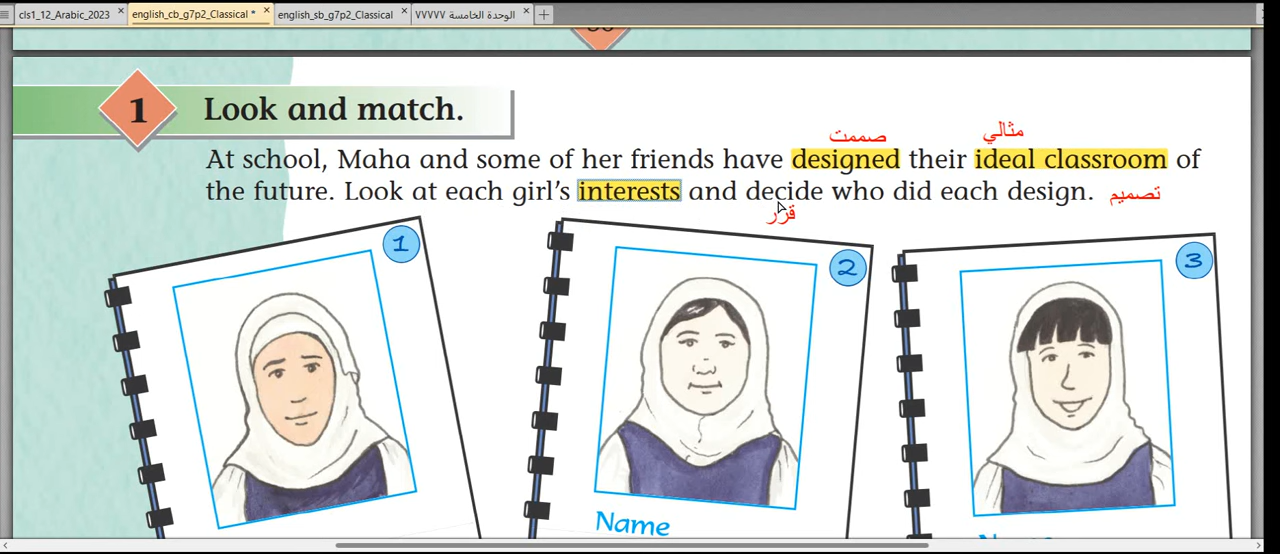 cls1_12_Arabic_2023
english_cb_g7p2_Classical *
english_sb_g7p2_Classical
الوحدة الخامسة ٧٧٧٧٧
1 Look and match.
صممت
مثالي
At school, Maha and some of her friends have designed their ideal classroom of
the future. Look at each girl's interests and decide who did each design.
تصميم
قرر
1
2
3
Name